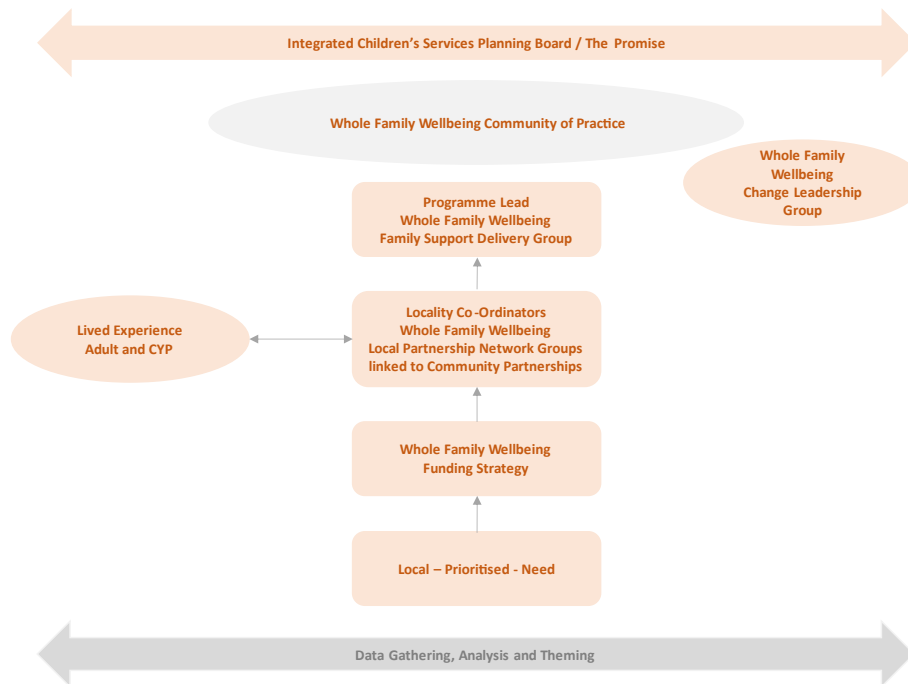 Integrated Children's Services Planning Board / The Promise
Whole Family Wellbeing Community of Practice
Whole Family
Wellbeing
Change Leadership
Group
Programme Lead
Whole Family Wellbeing
Family Support Delivery Group
Lived Experience
Adult and CYP
Locality Co-Ordinators
Whole Family Wellbeing
Local Partnership Network Groups
linked to Community Partnerships
Whole Family Wellbeing
Funding Strategy
Local – Prioritised - Need
Data Gathering, Analysis and Theming